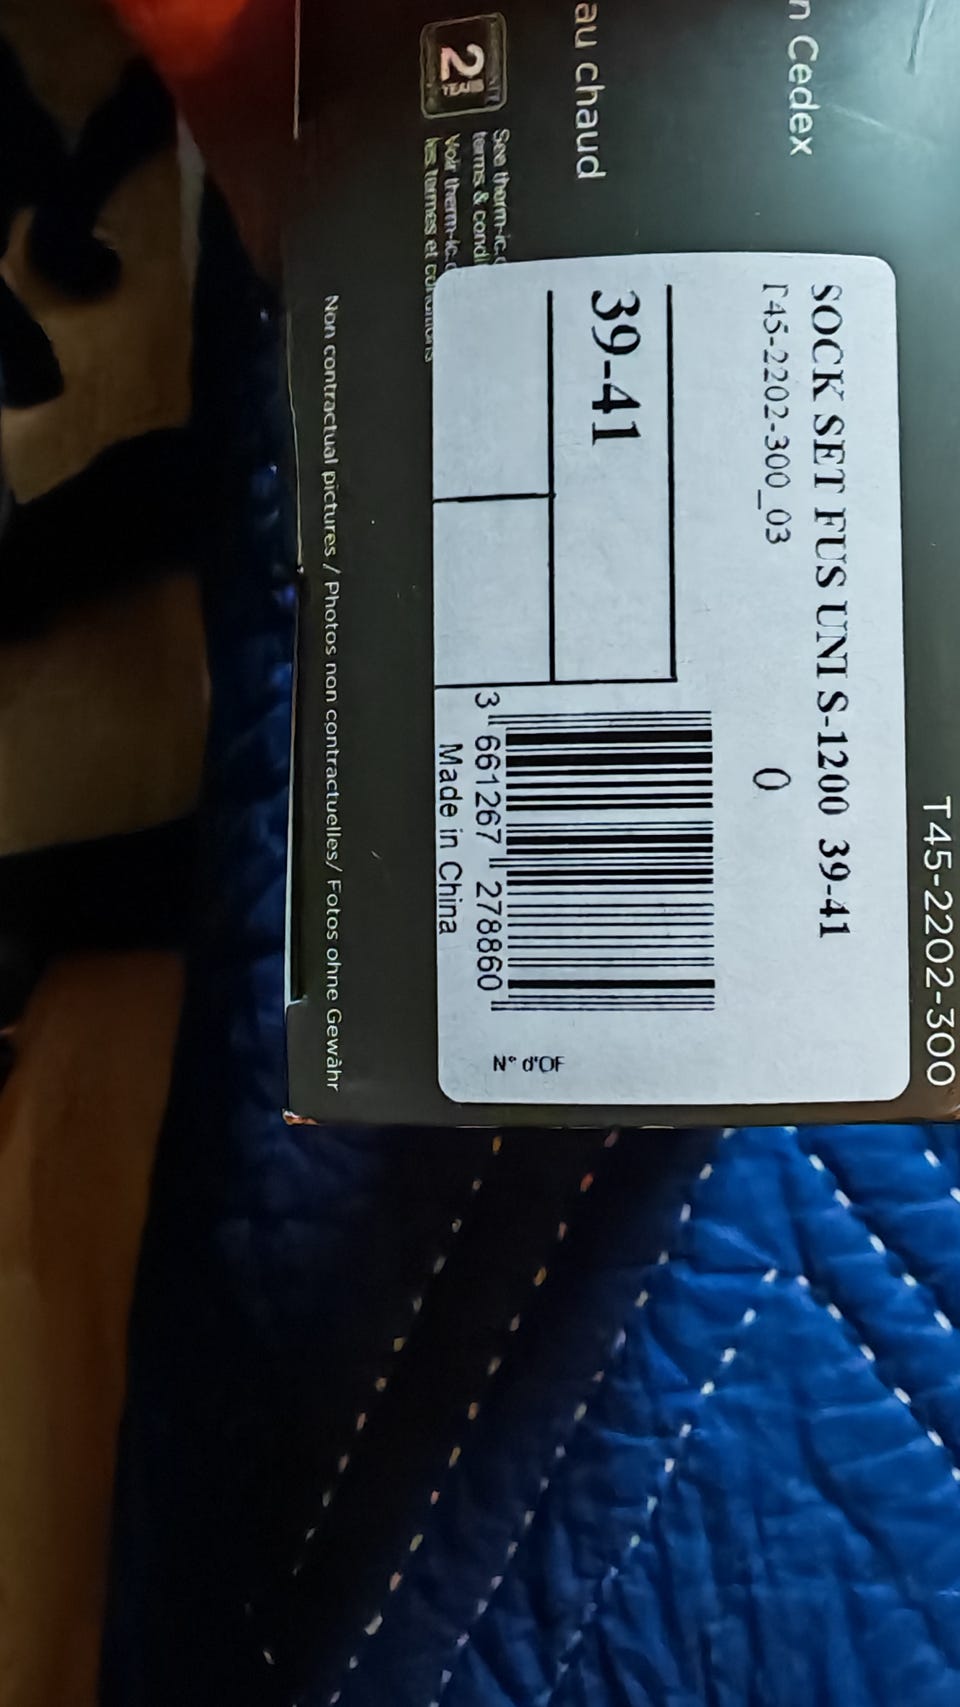 n Cedex
au chaud
2
YEARS
See therm-ic.c
terms & condi
Voir therm-ic.c
les termes et conditions
T45-2202-300
SOCK SET FUS UNI S-1200 39-41
T45-2202-300_03
0
39-41
3 661267 278860
Made in China
N° d'OF
Non contractual pictures / Photos non contractuelles/ Fotos ohne Gewähr